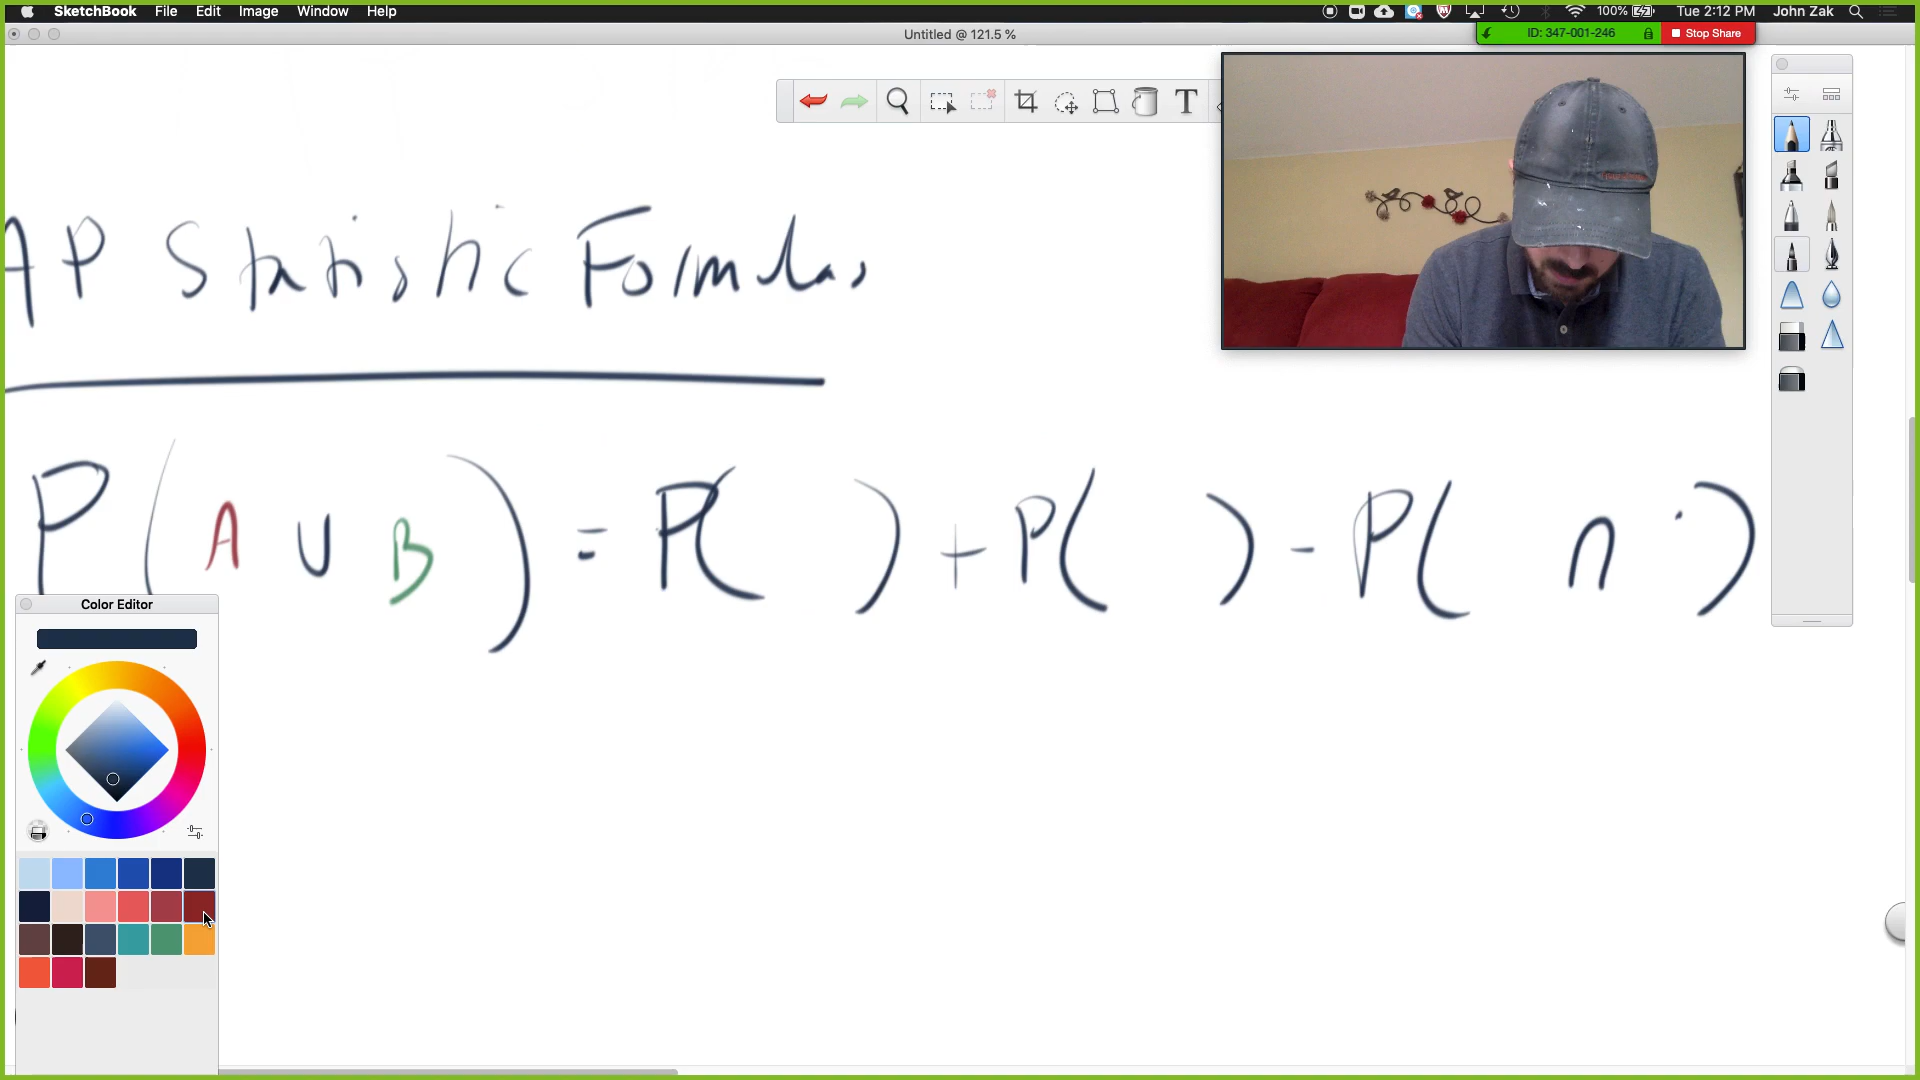 SketchBook File Edit Image Window Help 100% Tue 2:12 PM John Zak
Untitled @ 121.5 %
ID: 347-001-246 Stop Share
T
AP Statistic Formulas
P(A ∪ B) = P( ) + P( ) - P( ∩ )
Color Editor